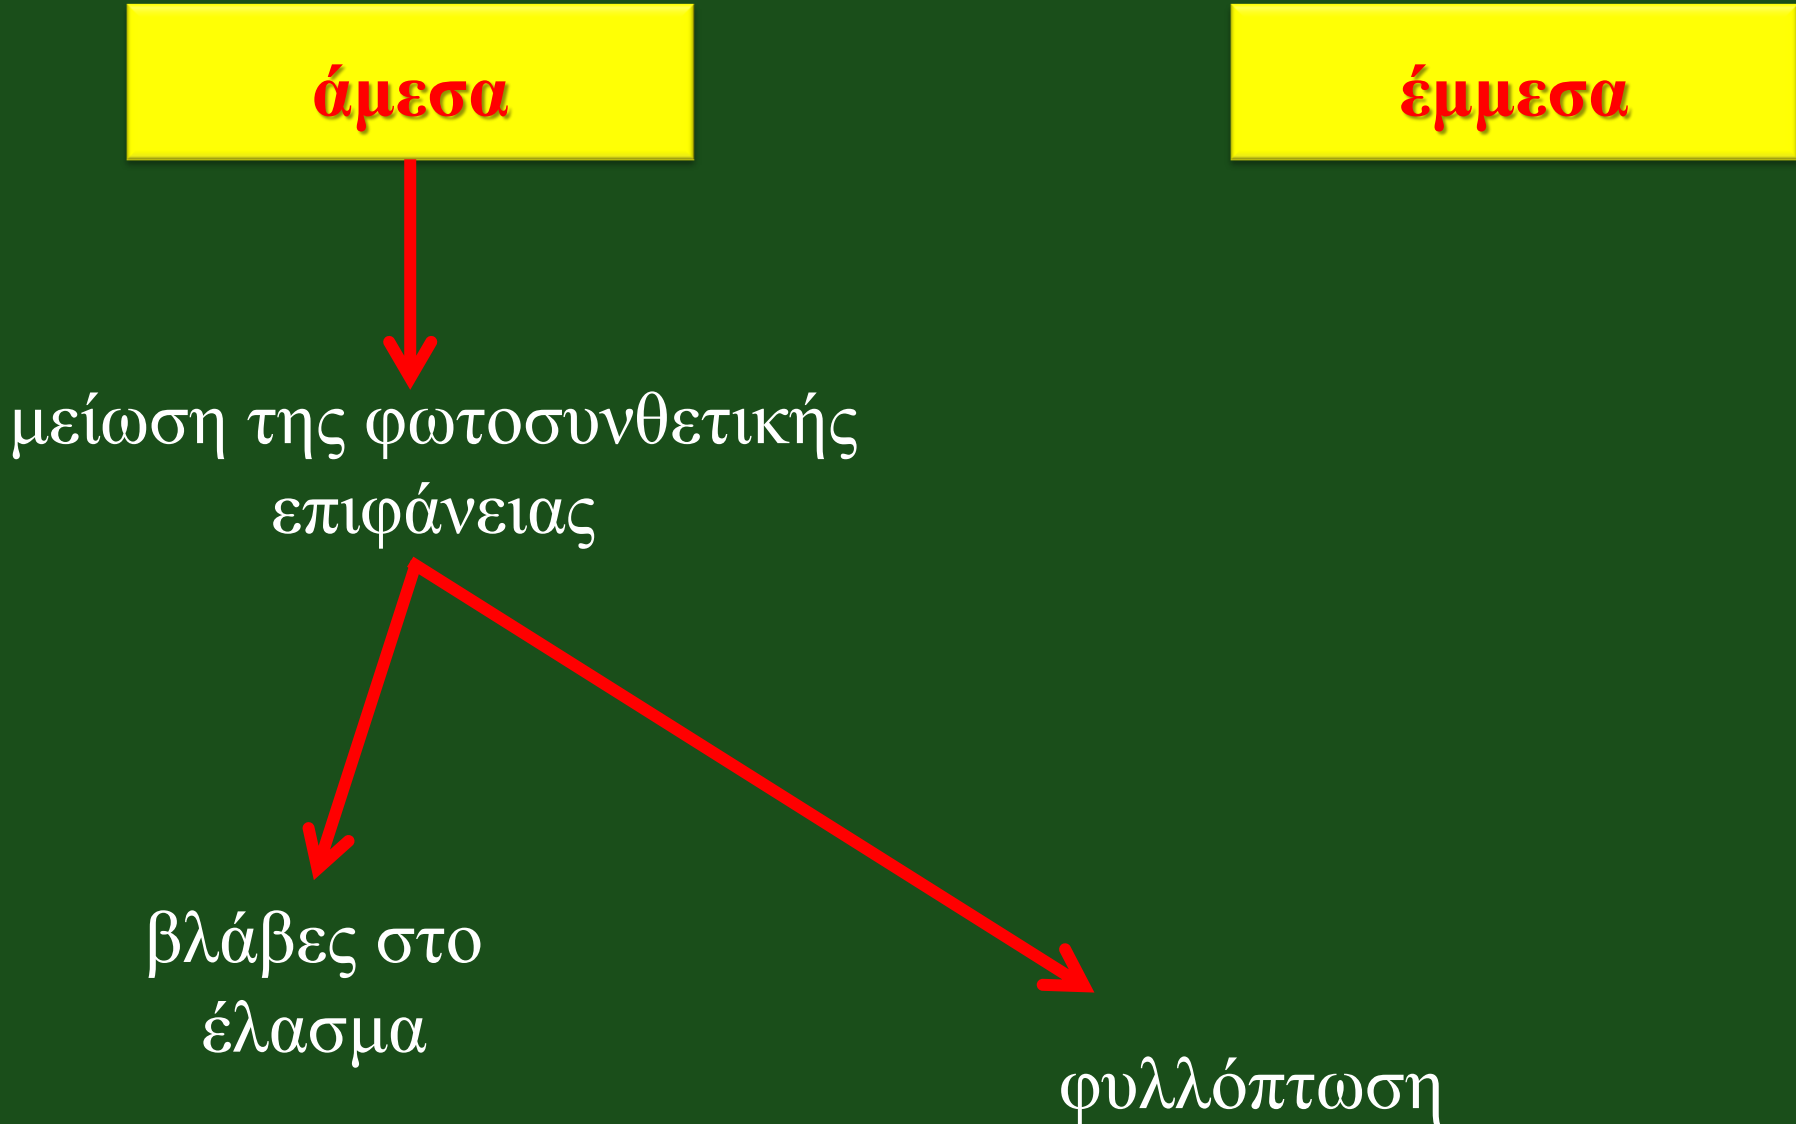 άμεσα
έμμεσα
μείωση της φωτοσυνθετικής
επιφάνειας
βλάβες στο
έλασμα
φυλλόπτωση